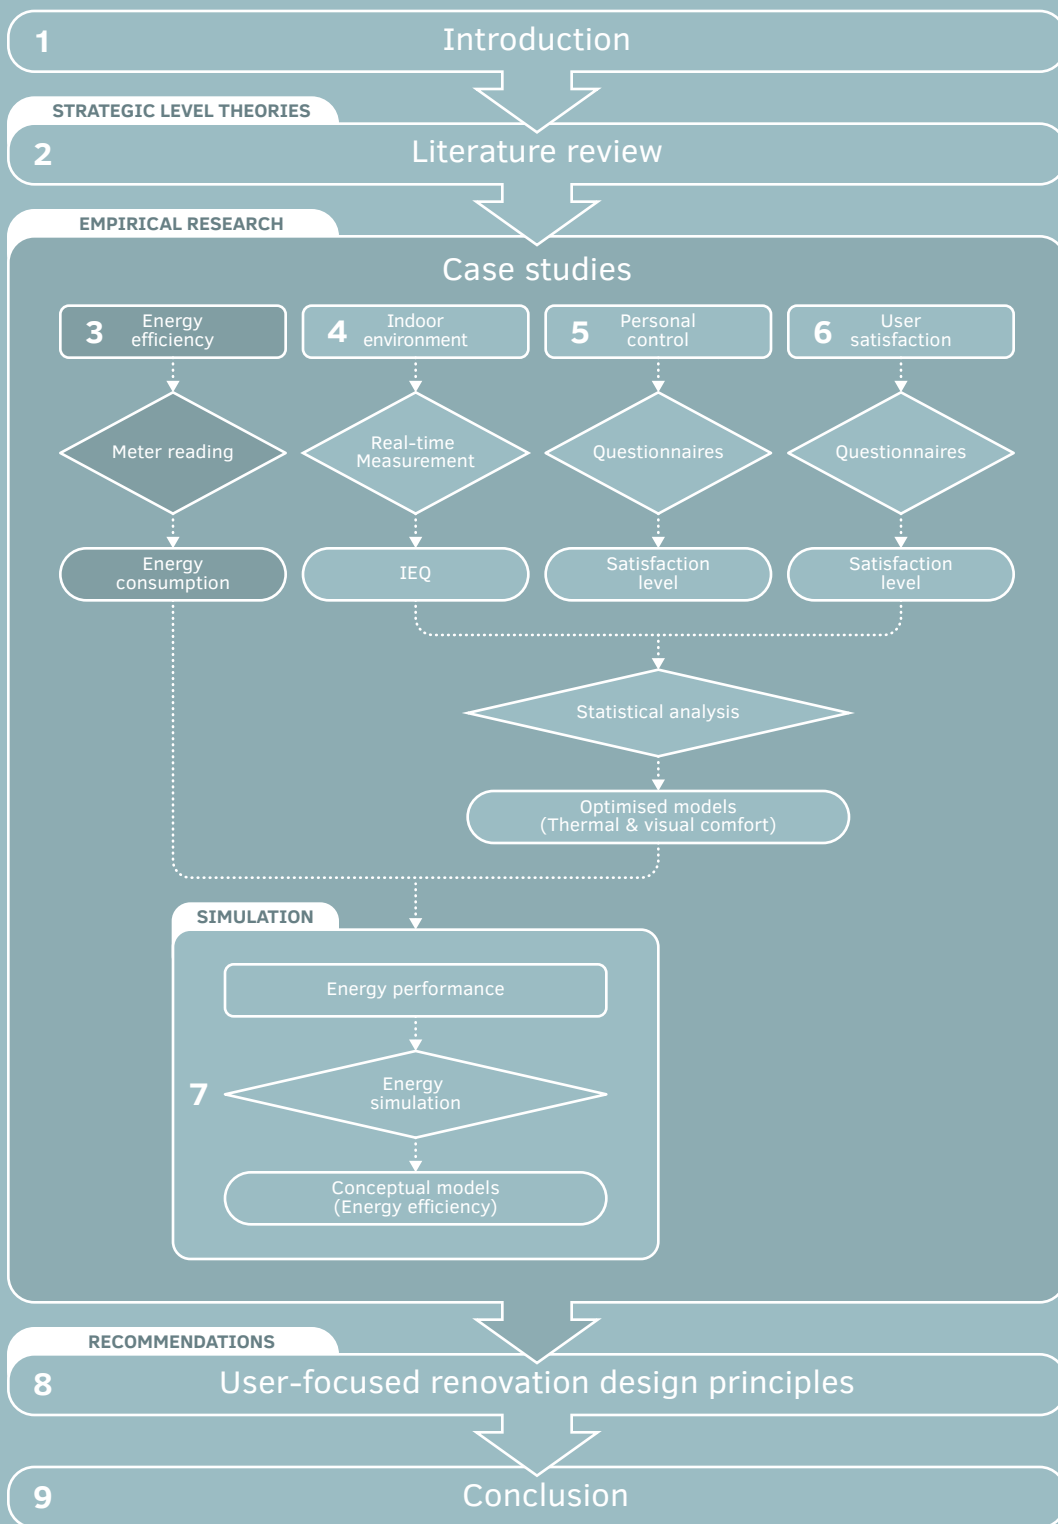 1 Introduction
STRATEGIC LEVEL THEORIES
2 Literature review
EMPIRICAL RESEARCH
Case studies
3 Energy
efficiency
4 Indoor
environment
5 Personal
control
6 User
satisfaction
Meter reading
Real-time
Measurement
Questionnaires
Questionnaires
Energy
consumption
IEQ
Satisfaction
level
Satisfaction
level
Statistical analysis
Optimised models
(Thermal & visual comfort)
SIMULATION
Energy performance
7
Energy
simulation
Conceptual models
(Energy efficiency)
RECOMMENDATIONS
8 User-focused renovation design principles
9 Conclusion